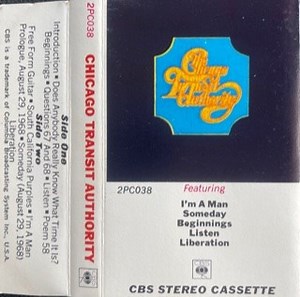 2PC038
CHICAGO TRANSIT AUTHORITY
Side One
Introduction • Does Anybody Really Know What Time It Is?
Beginnings • Questions 67 And 68 • Listen • Poem 58
Side Two
Free Form Guitar • South California Purples • I'm A Man
Prologue, August 29, 1968 • Someday (August 29, 1968)
Liberation
CBS is a trademark of Columbia Broadcasting System Inc. U.S.A.
CBS
The
Chicago
Transit
Authority
2PC038
Featuring
I'm A Man
Someday
Beginnings
Listen
Liberation
CBS
CBS STEREO CASSETTE